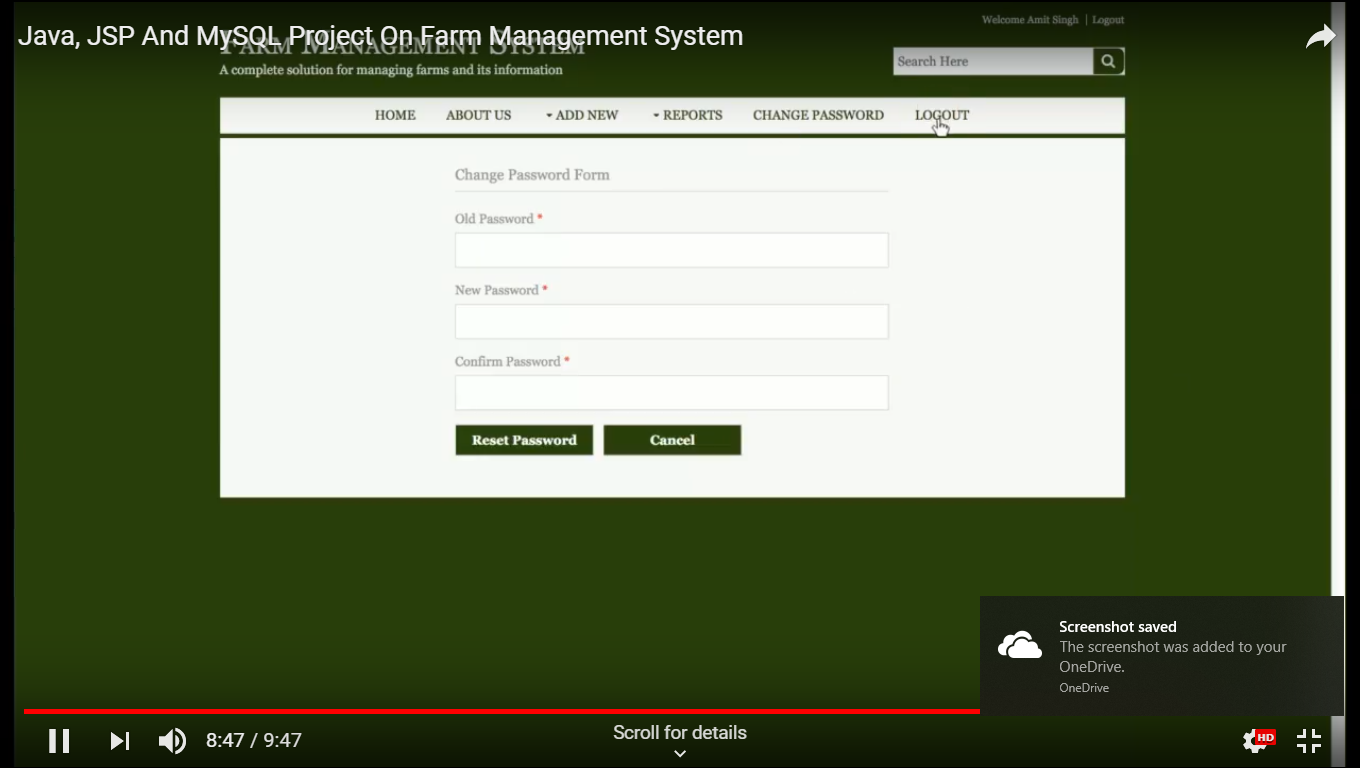 Welcome Amit Singh | Logout
Java, JSP And MySQL Project On Farm Management System
FARM MANAGEMENT SYSTEM
A complete solution for managing farms and its information
Search Here
HOME ABOUT US ADD NEW REPORTS CHANGE PASSWORD LOGOUT
Change Password Form
Old Password *
New Password *
Confirm Password *
Reset Password Cancel
Screenshot saved
The screenshot was added to your
OneDrive.
OneDrive
8:47 / 9:47
Scroll for details
HD